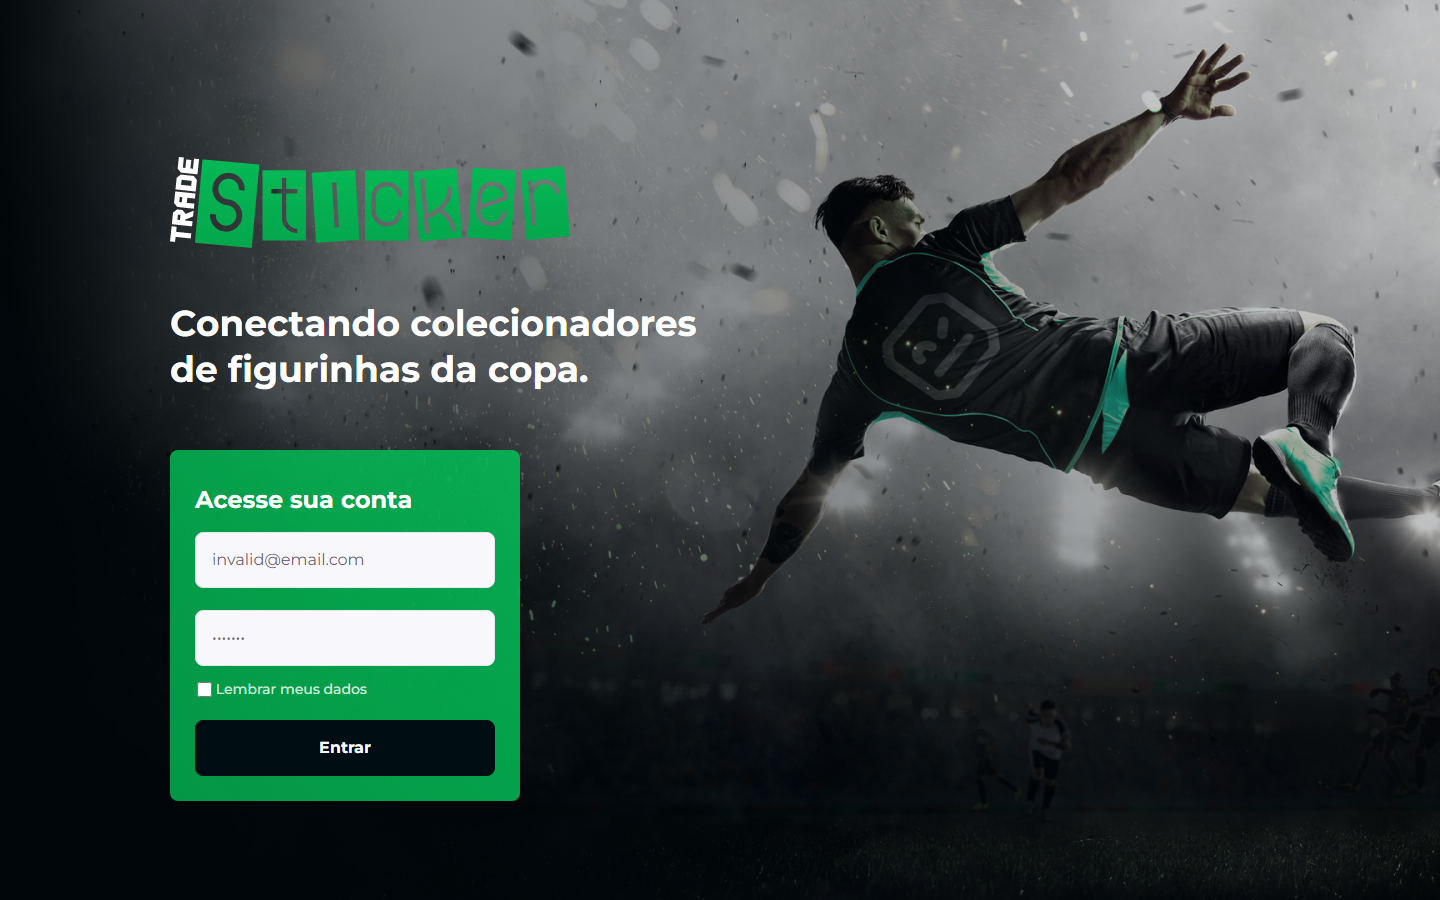 TRADE
Sticker
Conectando colecionadores
de figurinhas da copa.
Acesse sua conta
invalid@email.com
•••••••
Lembrar meus dados
Entrar